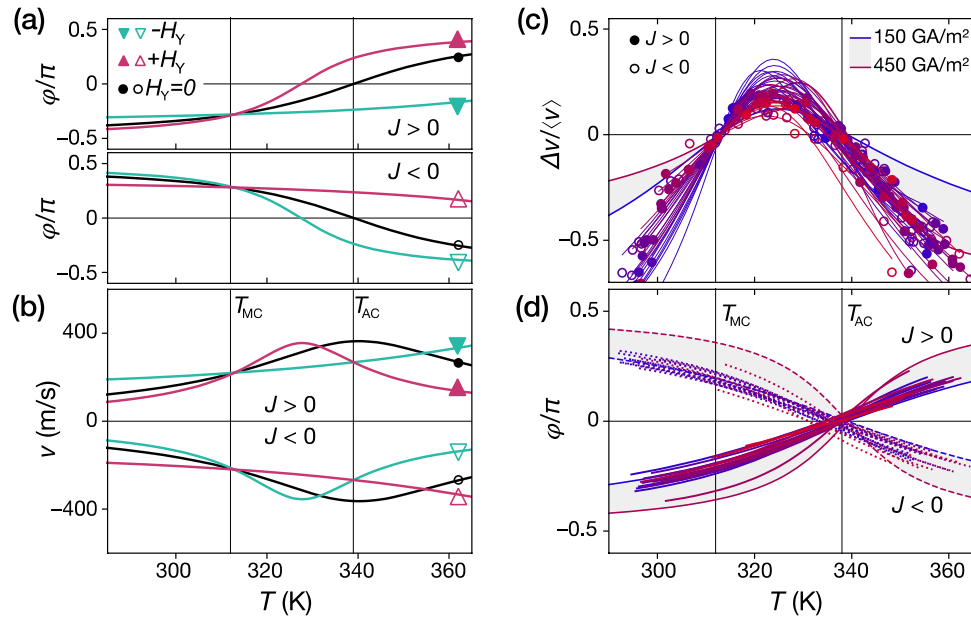 (a)
0.5
0
−0.5
φ/π
−H_Y
+H_Y
H_Y=0
J > 0
0.5
0
−0.5
φ/π
J < 0
(b)
T_MC
T_AC
400
0
−400
v (m/s)
J > 0
J < 0
300
320
340
360
T (K)
(c)
0.5
0
−0.5
Δv/⟨v⟩
J > 0
J < 0
150 GA/m²
450 GA/m²
(d)
T_MC
T_AC
0.5
0
−0.5
φ/π
J > 0
J < 0
300
320
340
360
T (K)